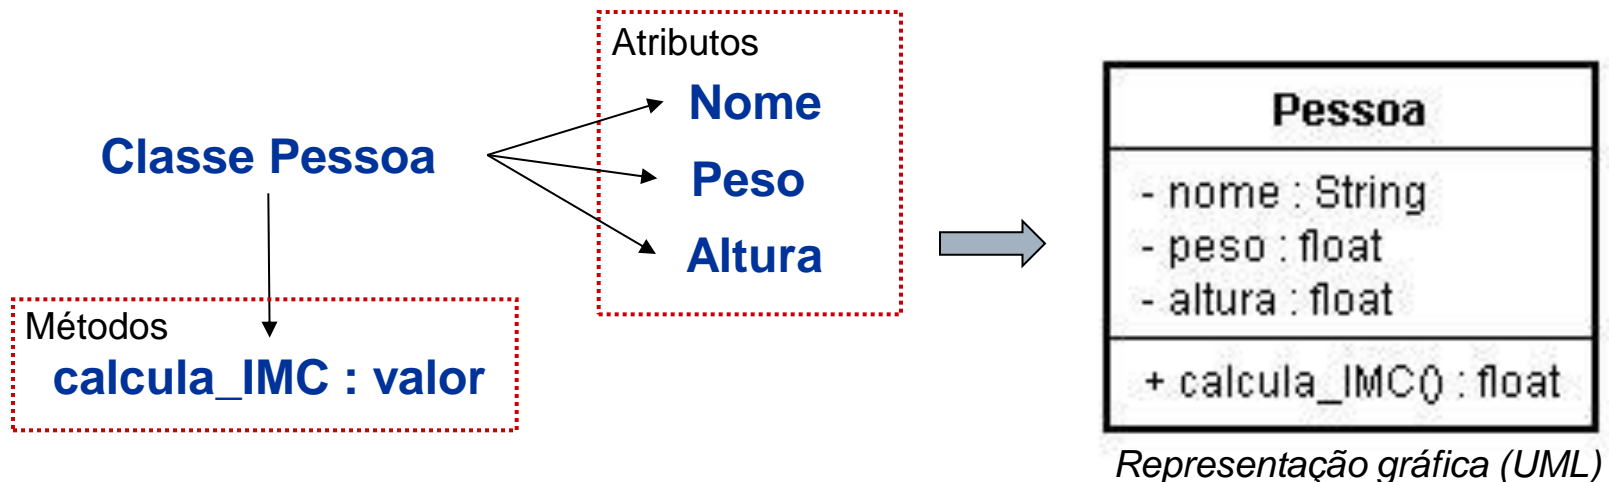 Atributos
Nome
Classe Pessoa
Peso
Altura
Métodos
calcula_IMC : valor
Pessoa
- nome : String
- peso : float
- altura : float
+ calcula_IMC() : float
Representação gráfica (UML)